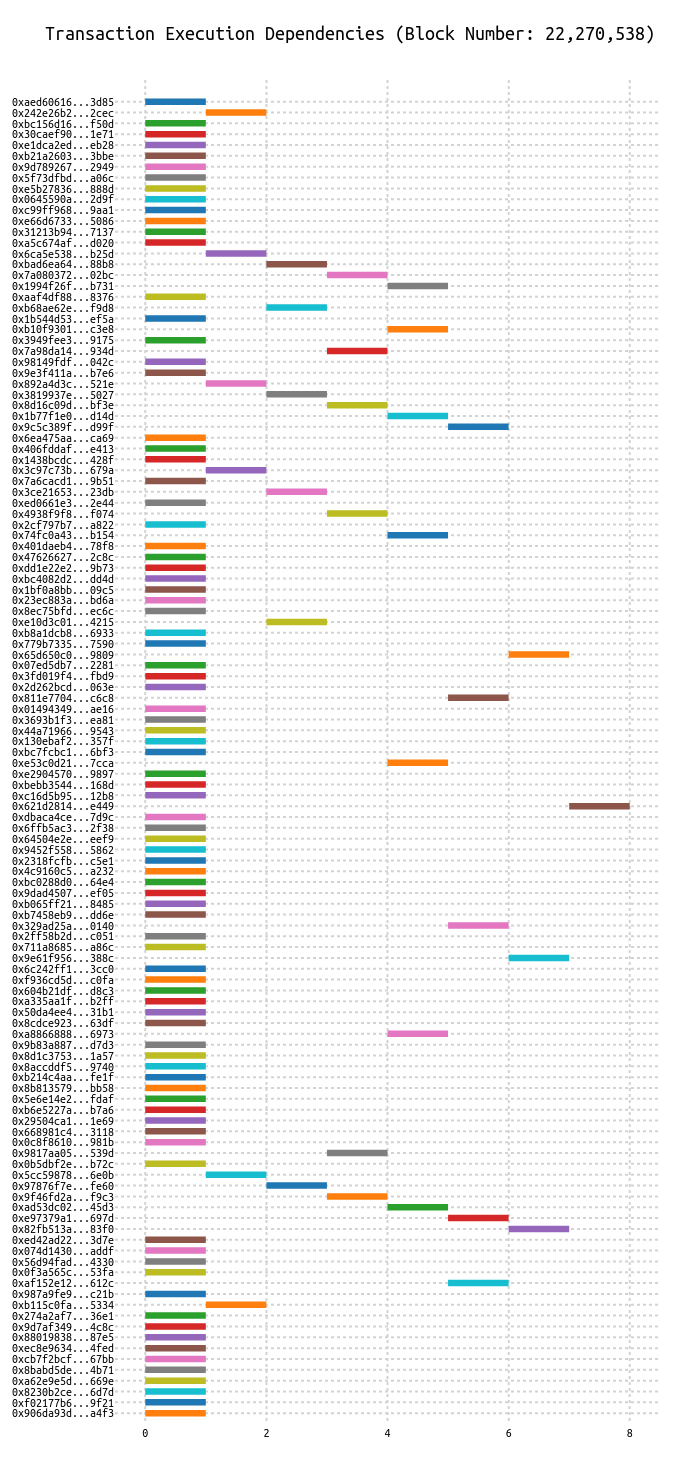 Transaction Execution Dependencies (Block Number: 22,270,538)
0xaed60616...3d85
0x242e26b2...2cec
0xbc156d16...f50d
0x30caef90...1e71
0xe1dca2ed...eb28
0xb21a2603...3bbe
0x9d789267...2949
0x5f73dfbd...a06c
0xe5b27836...888d
0x0645590a...2d9f
0xc99ff968...9aa1
0xe66d6733...5086
0x31213b94...7137
0xa5c674af...d020
0x6ca5e538...b25d
0xbad6ea64...88b8
0x7a080372...02bc
0x1994f26f...b731
0xaaf4df88...8376
0xb68ae62e...f9d8
0x1b544d53...ef5a
0xb10f9301...c3e8
0x3949fee3...9175
0x7a98da14...934d
0x98149fdf...042c
0x9e3f411a...b7e6
0x892a4d3c...521e
0x3819937e...5027
0x8d16c09d...bf3e
0x1b77f1e0...d14d
0x9c5c389f...d99f
0x6ea475aa...ca69
0x406fddaf...e413
0x1438bcdc...428f
0x3c97c73b...679a
0x7a6cacd1...9b51
0x3ce21653...23db
0xed0661e3...2e44
0x4938f9f8...f074
0x2cf797b7...a822
0x74fc0a43...b154
0x401daeb4...78f8
0x47626627...2c8c
0xdd1e22e2...9b73
0xbc4082d2...dd4d
0x1bf0a8bb...09c5
0x23ec883a...bd6a
0x8ec75bfd...ec6c
0xe10d3c01...4215
0xb8a1dcb8...6933
0x779b7335...7590
0x65d650c0...9809
0x07ed5db7...2281
0x3fd019f4...fbd9
0x2d262bcd...063e
0x811e7704...c6c8
0x01494349...ae16
0x3693b1f3...ea81
0x44a71966...9543
0x130ebaf2...357f
0xbc7fcbc1...6bf3
0xe53c0d21...7cca
0xe2904570...9897
0xbebb3544...168d
0xc16d5b95...12b8
0x621d2814...e449
0xdbaca4ce...7d9c
0x6ffb5ac3...2f38
0x64504e2e...eef9
0x9452f558...5862
0x2318fcfb...c5e1
0x4c9160c5...a232
0xbc0288d0...64e4
0x9dad4507...ef05
0xb065ff21...8485
0xb7458eb9...dd6e
0x329ad25a...0140
0x2ff58b2d...c051
0x711a8685...a86c
0x9e61f956...388c
0x6c242ff1...3cc0
0xf936cd5d...c0fa
0x604b21df...d8c3
0xa335aa1f...b2ff
0x50da4ee4...31b1
0x8cdce923...63df
0xa8866888...6973
0x9b83a887...d7d3
0x8d1c3753...1a57
0x8accddf5...9740
0xb214c4aa...fe1f
0x8b813579...bb58
0x5e6e14e2...fdaf
0xb6e5227a...b7a6
0x29504ca1...1e69
0x668981c4...3118
0x0c8f8610...981b
0x9817aa05...539d
0x0b5dbf2e...b72c
0x5cc59878...6e0b
0x97876f7e...fe60
0x9f46fd2a...f9c3
0xad53dc02...45d3
0xe97379a1...697d
0x82fb513a...83f0
0xed42ad22...3d7e
0x074d1430...addf
0x56d94fad...4330
0x0f3a565c...53fa
0xaf152e12...612c
0x987a9fe9...c21b
0xb115c0fa...5334
0x274a2af7...36e1
0x9d7af349...4c8c
0x88019838...87e5
0xec8e9634...4fed
0xcb7f2bcf...67bb
0x8babd5de...4b71
0xa62e9e5d...669e
0x8230b2ce...6d7d
0xf02177b6...9f21
0x906da93d...a4f3
0 2 4 6 8